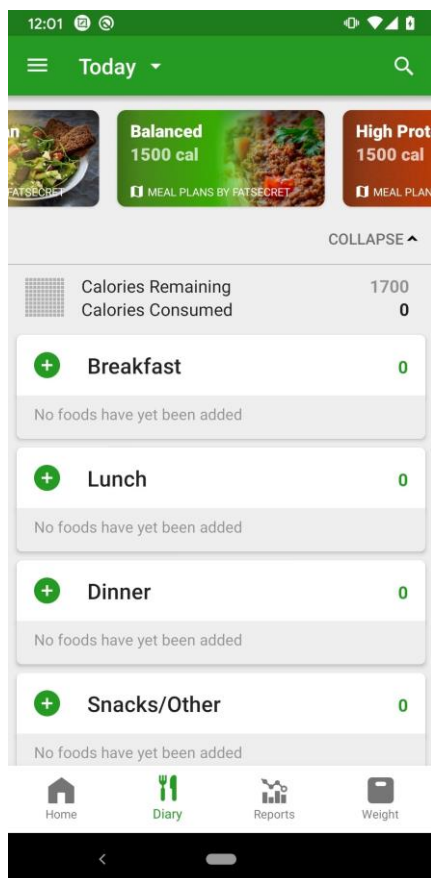 12:01
Today
n
FATSECRET
Balanced
1500 cal
MEAL PLANS BY FATSECRET
High Prot
1500 cal
MEAL PLAN
COLLAPSE
Calories Remaining 1700
Calories Consumed 0
Breakfast 0
No foods have yet been added
Lunch 0
No foods have yet been added
Dinner 0
No foods have yet been added
Snacks/Other 0
No foods have yet been added
Home Diary Reports Weight